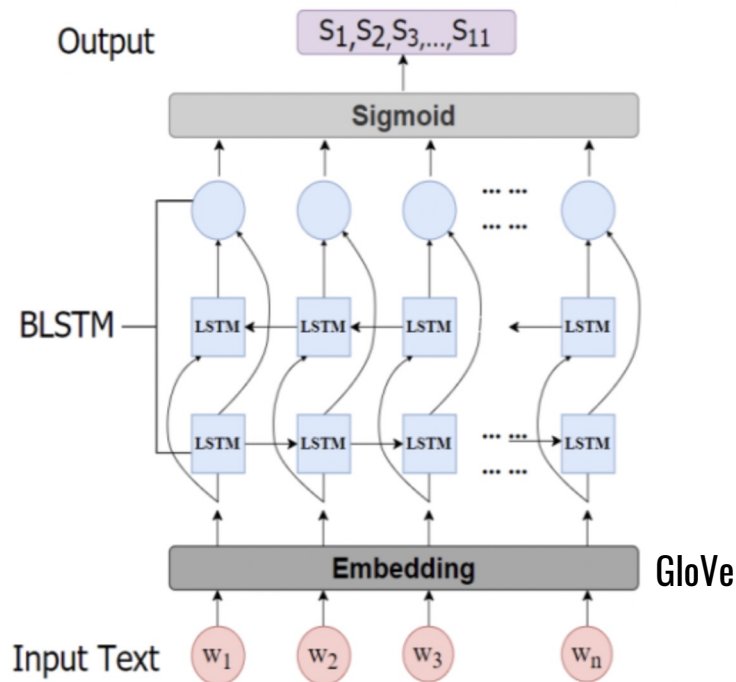 Output
S1,S2,S3,...,S11
Sigmoid
... ...
... ...
BLSTM
LSTM LSTM LSTM LSTM
LSTM LSTM LSTM ... ... LSTM
... ...
Embedding
GloVe
Input Text
w1 w2 w3 wn